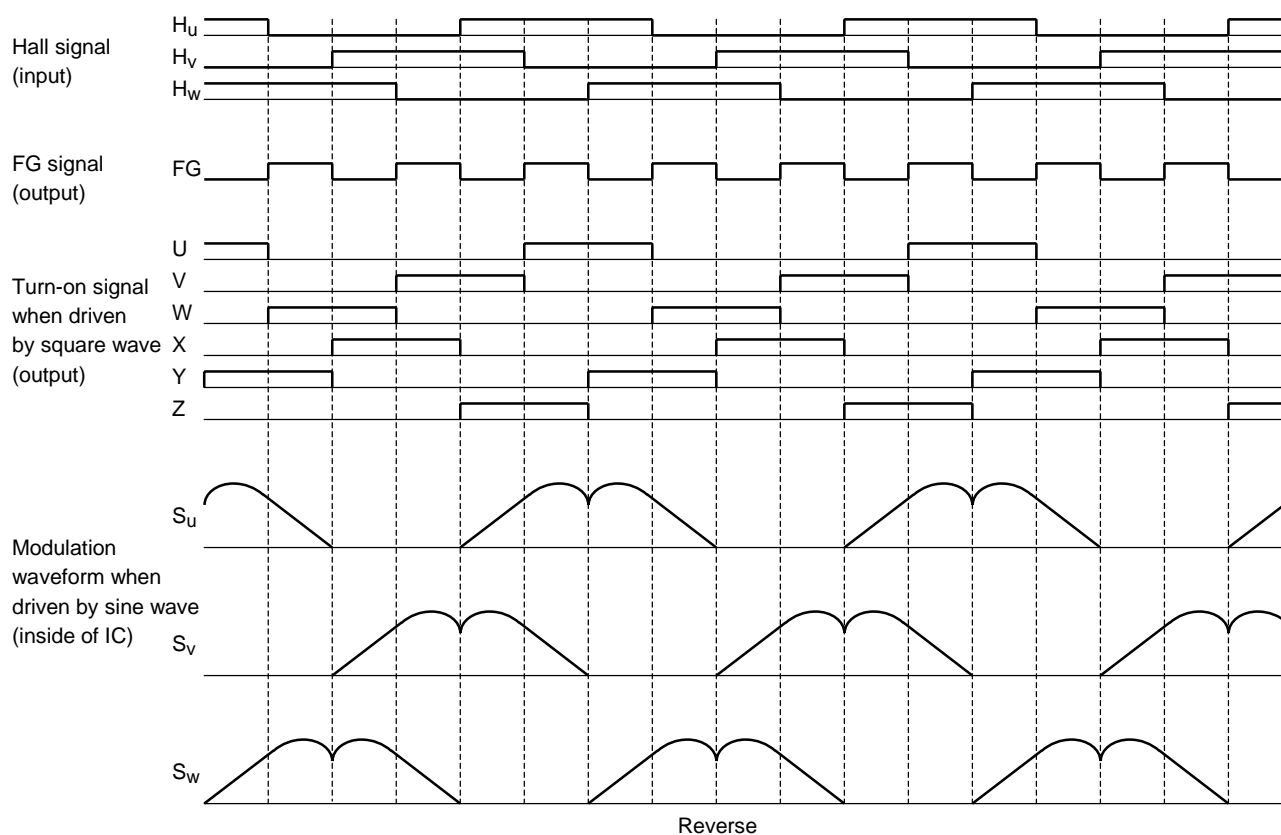 Hall signal
(input)
Hu
Hv
Hw
FG signal
(output)
FG
Turn-on signal
when driven
by square wave
(output)
U
V
W
X
Y
Z
Modulation
waveform when
driven by sine wave
(inside of IC)
Su
Sv
Sw
Reverse